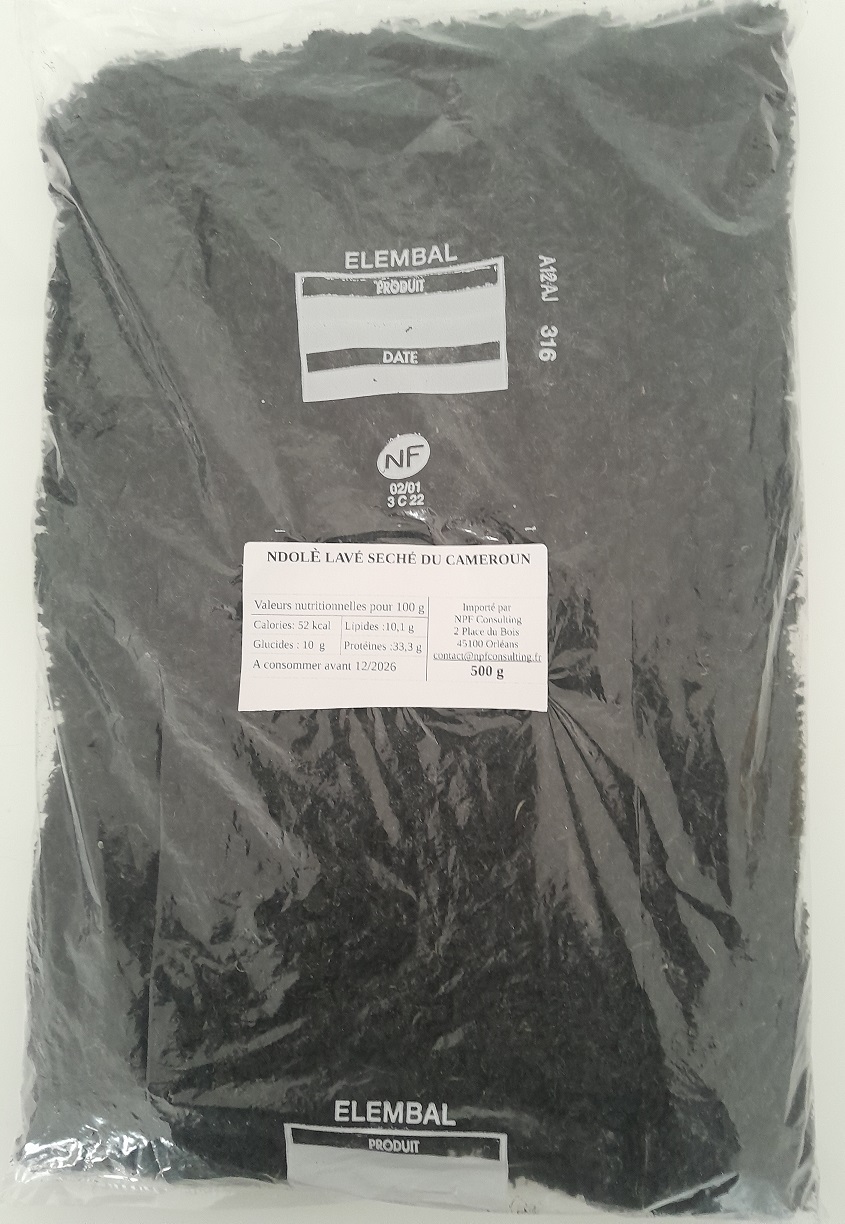 ELEMBAL
PRODUIT
DATE
316
NF
02/01
3 C 22
NDOLÈ LAVÉ SECHÉ DU CAMEROUN
Valeurs nutritionnelles pour 100 g
Calories: 52 kcal
Lipides :10,1 g
Glucides : 10 g
Protéines :33,3 g
A consommer avant 12/2026
Importé par
NPF Consulting
2 Place du Bois
45100 Orléans
contact@npfconsulting.fr
500 g
ELEMBAL
PRODUIT